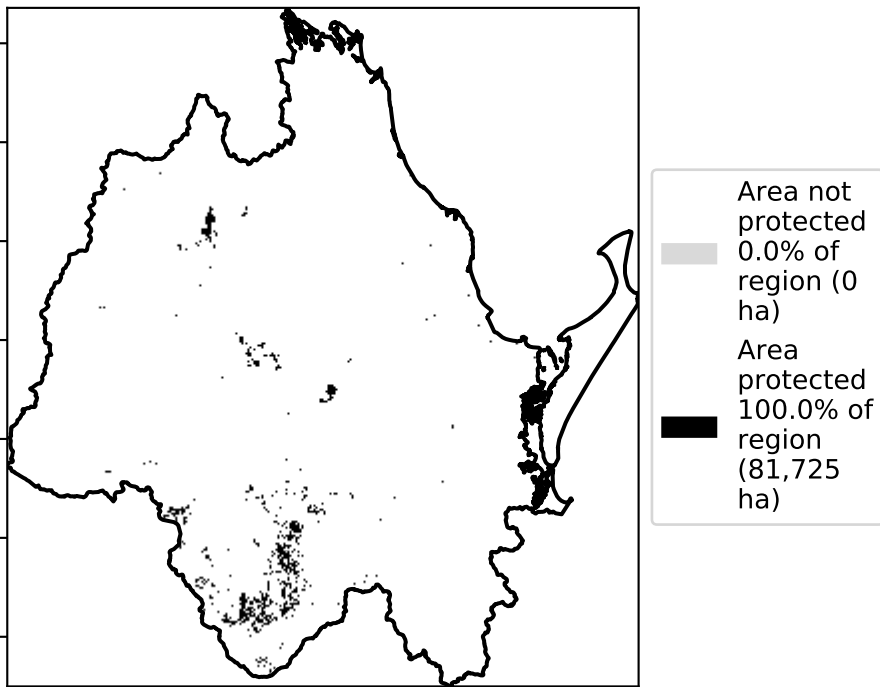 Area not
protected
0.0% of
region (0
ha)
Area
protected
100.0% of
region
(81,725
ha)